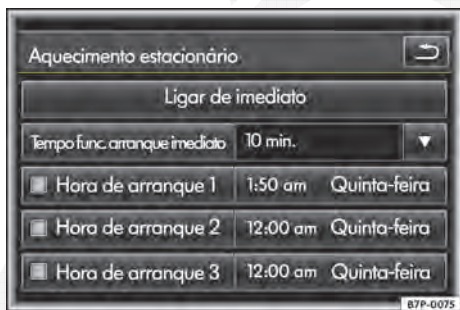 Aquecimento estacionário
Ligar de imediato
Tempo func. arranque imediato 10 min.
Hora de arranque 1 1:50 am Quinta-feira
Hora de arranque 2 12:00 am Quinta-feira
Hora de arranque 3 12:00 am Quinta-feira
B7P-0075